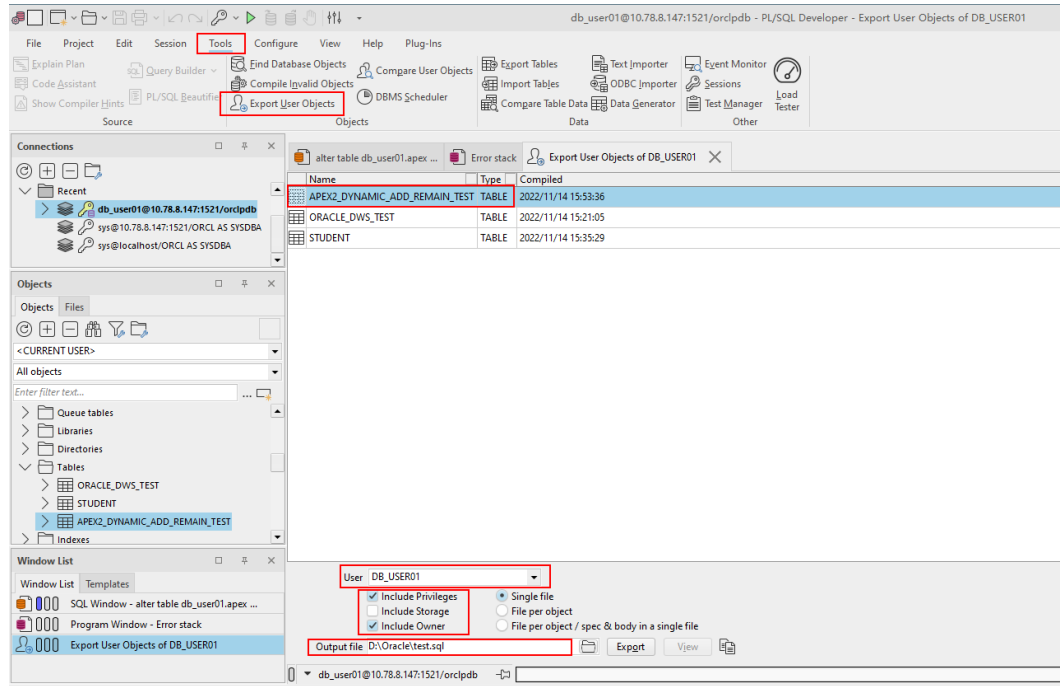 db_user01@10.78.8.147:1521/orclpdb - PL/SQL Developer - Export User Objects of DB_USER01
File Project Edit Session Tools Configure View Help Plug-Ins
Explain Plan
Code Assistant
Show Compiler Hints
SQL Query Builder
PL/SQL Beautifie
Source
Find Database Objects
Compile Invalid Objects
Export User Objects
Compare User Objects
DBMS Scheduler
Objects
Export Tables
Import Tables
Compare Table Data
Text Importer
ODBC Importer
Data Generator
Data
Event Monitor
Sessions
Test Manager
Load
Tester
Other
Connections
Recent
db_user01@10.78.8.147:1521/orclpdb
sys@10.78.8.147:1521/ORCL AS SYSDBA
sys@localhost/ORCL AS SYSDBA
Objects
Objects Files
<CURRENT USER>
All objects
Enter filter text...
...
Queue tables
Libraries
Directories
Tables
ORACLE_DWS_TEST
STUDENT
APEX2_DYNAMIC_ADD_REMAIN_TEST
Indexes
Window List
Window List Templates
SQL Window - alter table db_user01.apex ...
Program Window - Error stack
Export User Objects of DB_USER01
alter table db_user01.apex ... Error stack Export User Objects of DB_USER01
Name Type Compiled
APEX2_DYNAMIC_ADD_REMAIN_TEST TABLE 2022/11/14 15:53:36
ORACLE_DWS_TEST TABLE 2022/11/14 15:21:05
STUDENT TABLE 2022/11/14 15:35:29
User DB_USER01
Include Privileges Single file
Include Storage File per object
Include Owner File per object / spec & body in a single file
Output file D:\Oracle\test.sql Export View
db_user01@10.78.8.147:1521/orclpdb